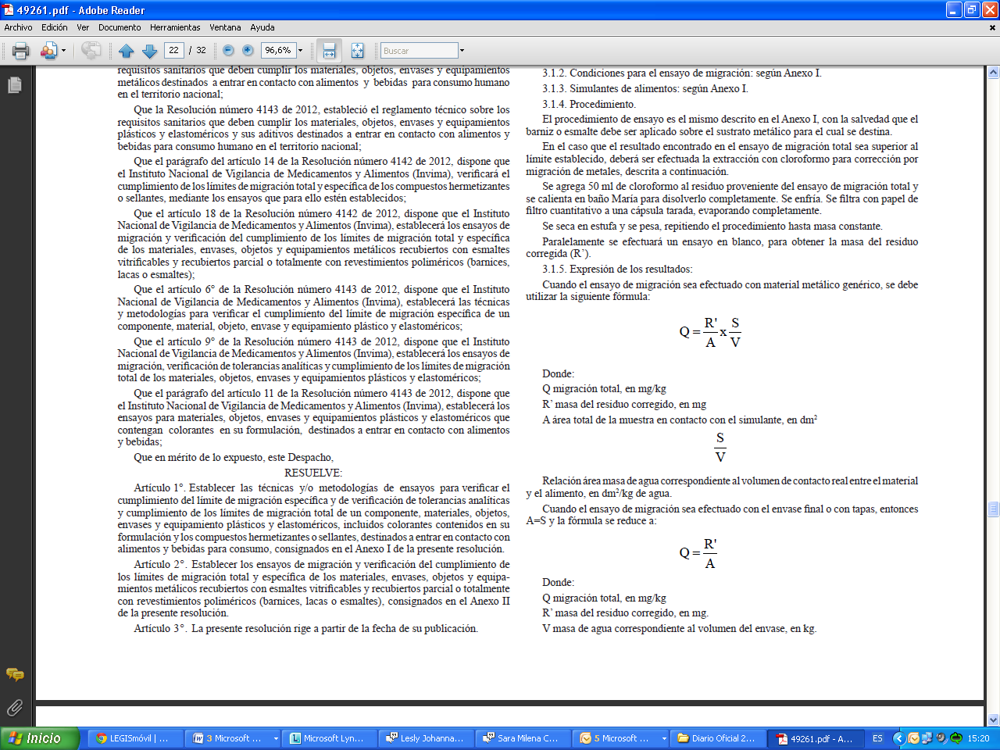 49261.pdf - Adobe Reader
Archivo Edición Ver Documento Herramientas Ventana Ayuda
22 / 32 96,6% Buscar
requisitos sanitarios que deben cumplir los materiales, objetos, envases y equipamientos
metálicos destinados a entrar en contacto con alimentos y bebidas para consumo humano
en el territorio nacional;
Que la Resolución número 4143 de 2012, estableció el reglamento técnico sobre los
requisitos sanitarios que deben cumplir los materiales, objetos, envases y equipamientos
plásticos y elastoméricos y sus aditivos destinados a entrar en contacto con alimentos y
bebidas para consumo humano en el territorio nacional;
Que el parágrafo del artículo 14 de la Resolución número 4142 de 2012, dispone que
el Instituto Nacional de Vigilancia de Medicamentos y Alimentos (Invima), verificará el
cumplimiento de los límites de migración total y específica de los compuestos hermetizantes
o sellantes, mediante los ensayos que para ello estén establecidos;
Que el artículo 18 de la Resolución número 4142 de 2012, dispone que el Instituto
Nacional de Vigilancia de Medicamentos y Alimentos (Invima), establecerá los ensayos de
migración y verificación del cumplimiento de los límites de migración total y específica
de los materiales, envases, objetos y equipamientos metálicos recubiertos con esmaltes
vitrificables y recubiertos parcial o totalmente con revestimientos poliméricos (barnices,
lacas o esmaltes);
Que el artículo 6° de la Resolución número 4143 de 2012, dispone que el Instituto
Nacional de Vigilancia de Medicamentos y Alimentos (Invima), establecerá las técnicas
y metodologías para verificar el cumplimiento del límite de migración específica de un
componente, material, objeto, envase y equipamiento plástico y elastoméricos;
Que el artículo 9° de la Resolución número 4143 de 2012, dispone que el Instituto
Nacional de Vigilancia de Medicamentos y Alimentos (Invima), establecerá los ensayos de
migración, verificación de tolerancias analíticas y cumplimiento de los límites de migración
total de los materiales, objetos, envases y equipamientos plásticos y elastoméricos;
Que el parágrafo del artículo 11 de la Resolución número 4143 de 2012, dispone que
el Instituto Nacional de Vigilancia de Medicamentos y Alimentos (Invima), establecerá los
ensayos para materiales, objetos, envases y equipamientos plásticos y elastoméricos que
contengan colorantes en su formulación, destinados a entrar en contacto con alimentos
y bebidas;
Que en mérito de lo expuesto, este Despacho,
RESUELVE:
Artículo 1°. Establecer las técnicas y/o metodologías de ensayos para verificar el
cumplimiento del límite de migración específica y de verificación de tolerancias analíticas
y cumplimiento de los límites de migración total de un componente, materiales, objetos,
envases y equipamiento plásticos y elastoméricos, incluidos colorantes contenidos en su
formulación y los compuestos hermetizantes o sellantes, destinados a entrar en contacto con
alimentos y bebidas para consumo, consignados en el Anexo I de la presente resolución.
Artículo 2°. Establecer los ensayos de migración y verificación del cumplimiento de
los límites de migración total y específica de los materiales, envases, objetos y equipa-
mientos metálicos recubiertos con esmaltes vitrificables y recubiertos parcial o totalmente
con revestimientos poliméricos (barnices, lacas o esmaltes), consignados en el Anexo II
de la presente resolución.
Artículo 3°. La presente resolución rige a partir de la fecha de su publicación.
3.1.2. Condiciones para el ensayo de migración: según Anexo I.
3.1.3. Simulantes de alimentos: según Anexo I.
3.1.4. Procedimiento.
El procedimiento de ensayo es el mismo descrito en el Anexo I, con la salvedad que el
barniz o esmalte debe ser aplicado sobre el sustrato metálico para el cual se destina.
En el caso que el resultado encontrado en el ensayo de migración total sea superior al
límite establecido, deberá ser efectuada la extracción con cloroformo para corrección por
migración de metales, descrita a continuación.
Se agrega 50 ml de cloroformo al residuo proveniente del ensayo de migración total y
se calienta en baño María para disolverlo completamente. Se enfría. Se filtra con papel de
filtro cuantitativo a una cápsula tarada, evaporando completamente.
Se seca en estufa y se pesa, repitiendo el procedimiento hasta masa constante.
Paralelamente se efectuará un ensayo en blanco, para obtener la masa del residuo
corregida (R’).
3.1.5. Expresión de los resultados:
Cuando el ensayo de migración sea efectuado con material metálico genérico, se debe
utilizar la siguiente fórmula:
Q = R'/A x S/V
Donde:
Q migración total, en mg/kg
R’ masa del residuo corregido, en mg
A área total de la muestra en contacto con el simulante, en dm²
S
V
Relación área masa de agua correspondiente al volumen de contacto real entre el material
y el alimento, en dm²/kg de agua.
Cuando el ensayo de migración sea efectuado con el envase final o con tapas, entonces
A=S y la fórmula se reduce a:
Q = R'/A
Donde:
Q migración total, en mg/kg
R’ masa del residuo corregido, en mg.
V masa de agua correspondiente al volumen del envase, en kg.
Inicio LEGISmóvil | ... 3 Microsoft ... Microsoft Lyn... Lesly Johanna... Sara Milena C... 5 Microsoft ... Diario Oficial 2... 49261.pdf - A... ES 15:20